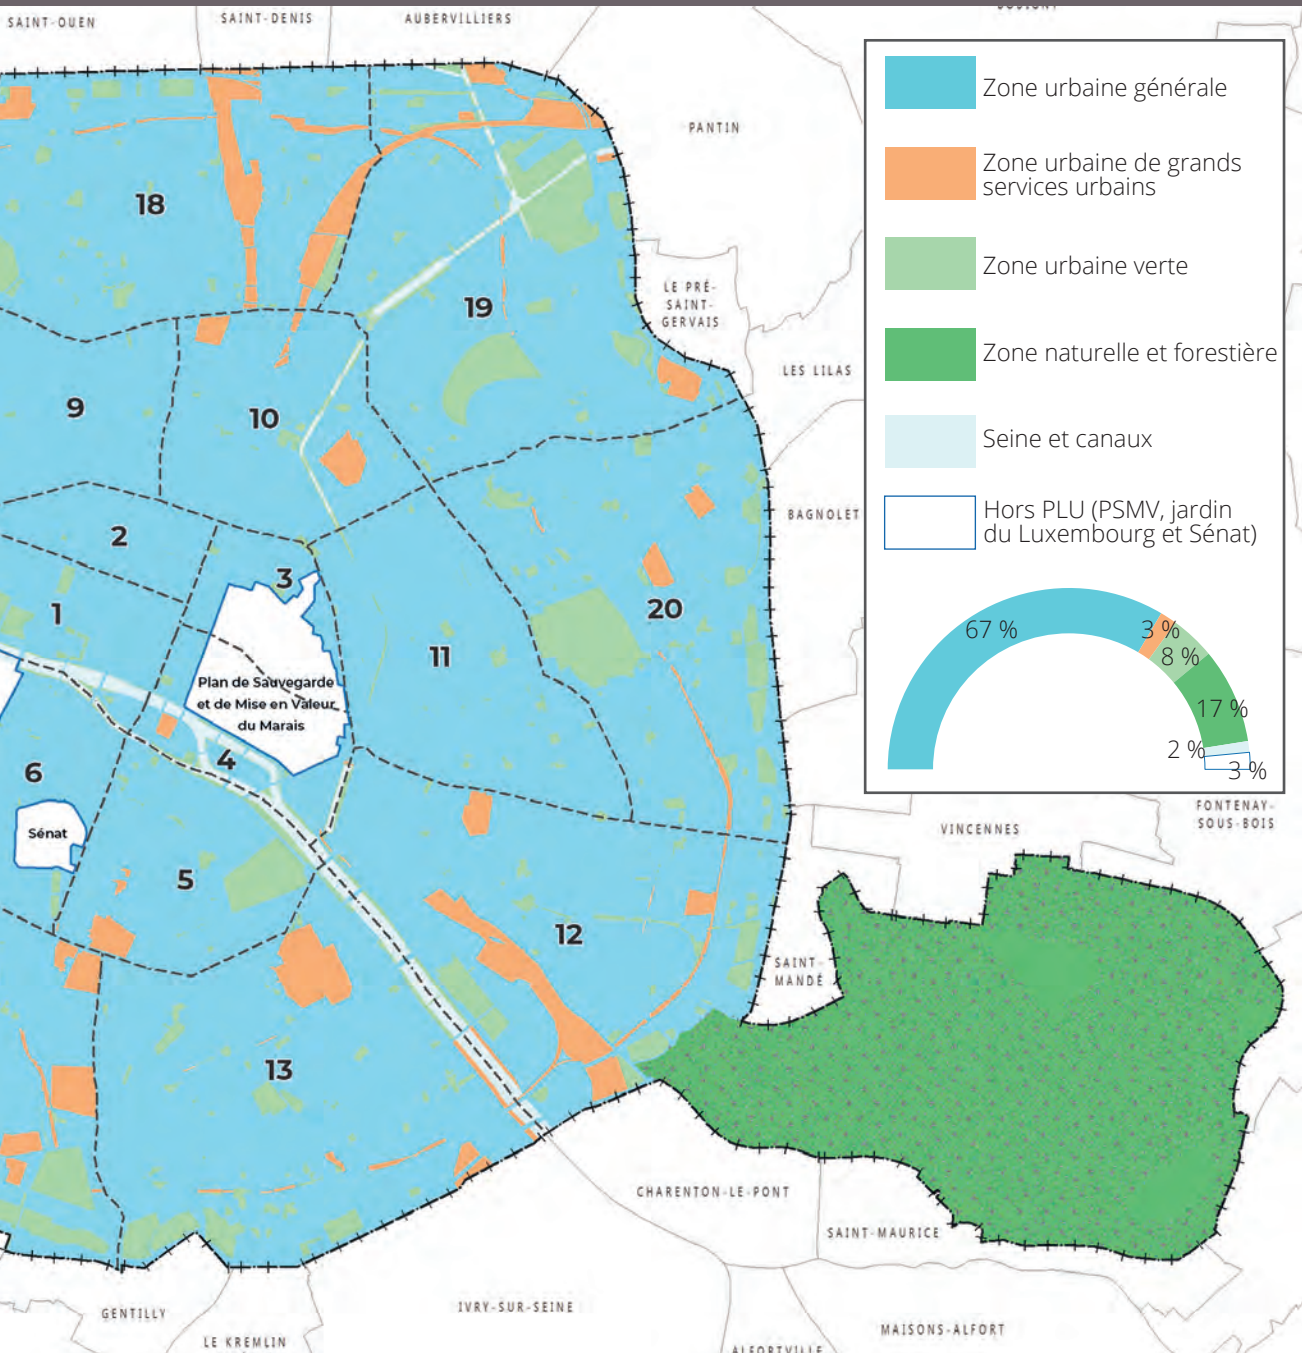 SAINT-OUEN
SAINT-DENIS
AUBERVILLIERS
PANTIN
LE PRÉ-
SAINT-
GERVAIS
LES LILAS
BAGNOLET
18
19
9
10
2
3
1
20
11
Plan de Sauvegarde
et de Mise en Valeur
du Marais
4
6
Sénat
5
12
13
SAINT-
MANDÉ
VINCENNES
FONTENAY-
SOUS-BOIS
CHARENTON-LE-PONT
SAINT-MAURICE
GENTILLY
LE KREMLIN
IVRY-SUR-SEINE
MAISONS-ALFORT
ALFORTVILLE
Zone urbaine générale
Zone urbaine de grands
services urbains
Zone urbaine verte
Zone naturelle et forestière
Seine et canaux
Hors PLU (PSMV, jardin
du Luxembourg et Sénat)
67 %
3 %
8 %
17 %
2 %
3 %